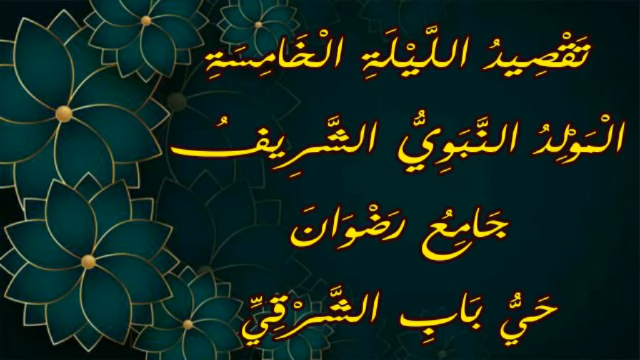 تَقْصِيدُ اللَّيْلَةِ الْخَامِسَةِ
الْمَوْلِدُ النَّبَوِيُّ الشَّرِيفُ
جَامِعُ رَضْوَانَ
حَيُّ بَابِ الشَّرْقِيِّ